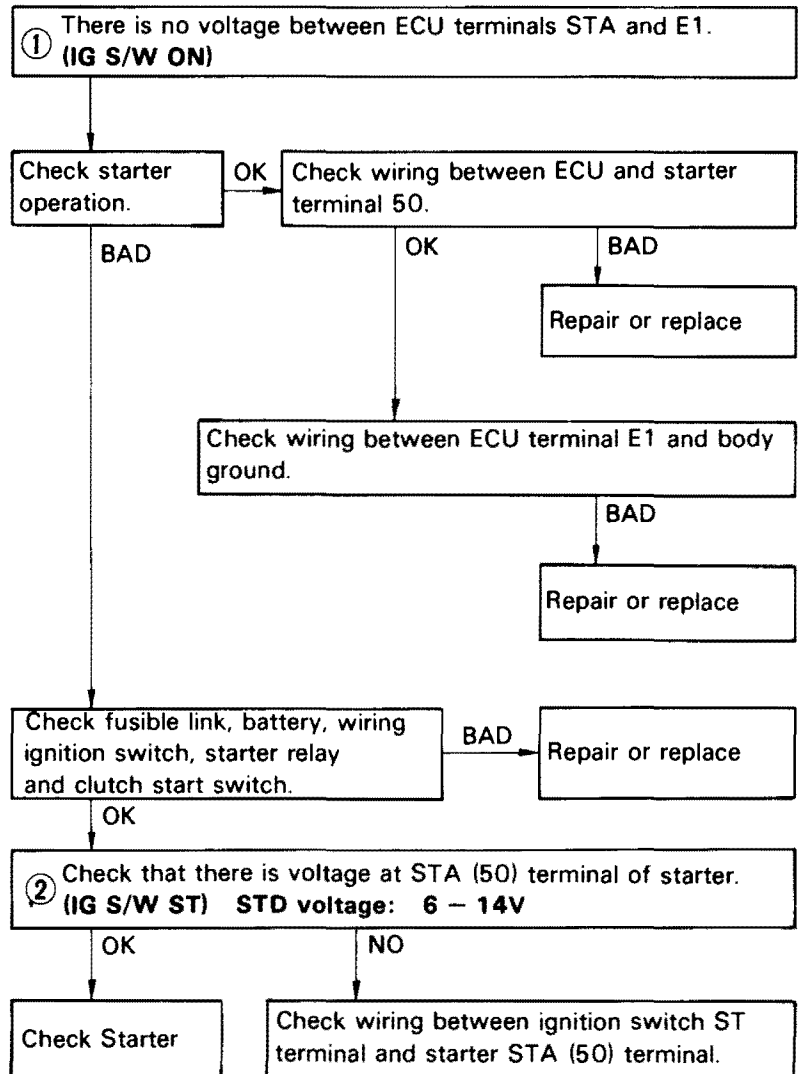 ① There is no voltage between ECU terminals STA and E1.
(IG S/W ON)
Check starter
operation.
OK
Check wiring between ECU and starter
terminal 50.
BAD
OK
BAD
Repair or replace
Check wiring between ECU terminal E1 and body
ground.
BAD
Repair or replace
Check fusible link, battery, wiring
ignition switch, starter relay
and clutch start switch.
BAD
Repair or replace
OK
② Check that there is voltage at STA (50) terminal of starter.
(IG S/W ST) STD voltage: 6 – 14V
OK
NO
Check Starter
Check wiring between ignition switch ST
terminal and starter STA (50) terminal.